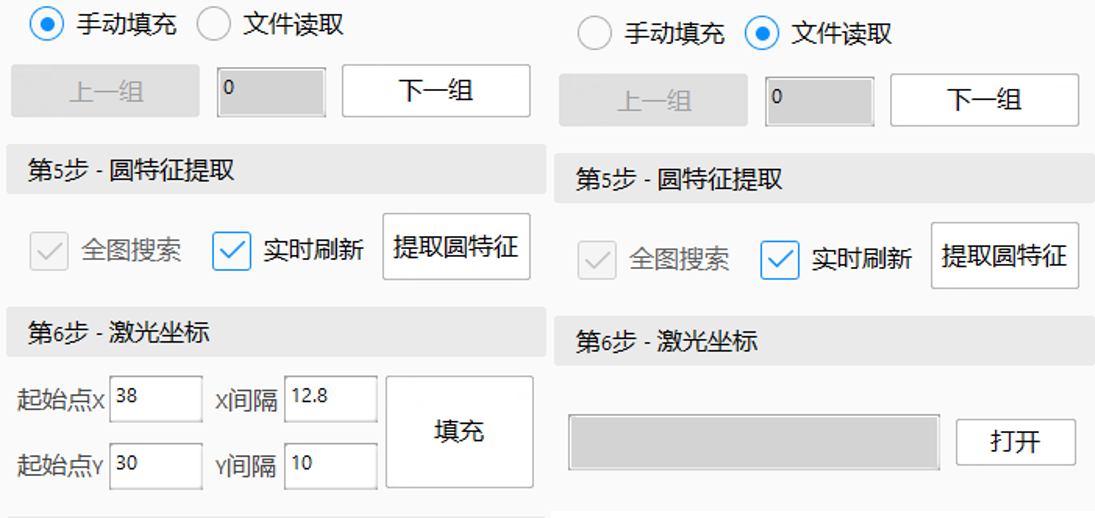 手动填充 文件读取
上一组 0 下一组
第5步 - 圆特征提取
全图搜索 实时刷新 提取圆特征
第6步 - 激光坐标
起始点X 38 X间隔 12.8
填充
起始点Y 30 Y间隔 10
手动填充 文件读取
上一组 0 下一组
第5步 - 圆特征提取
全图搜索 实时刷新 提取圆特征
第6步 - 激光坐标
打开